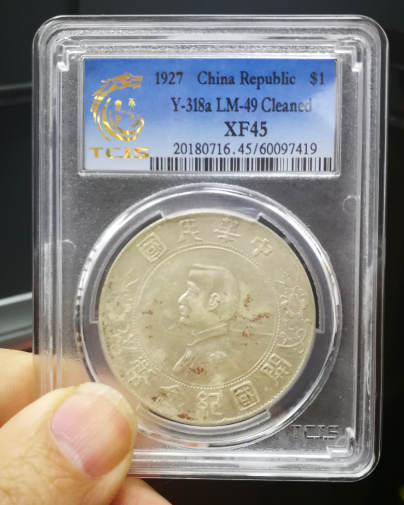 1927 China Republic $1
Y-318a LM-49 Cleaned
XF45
TCIS
20180716.45/60097419
中華民國
開國紀念幣
TCIS